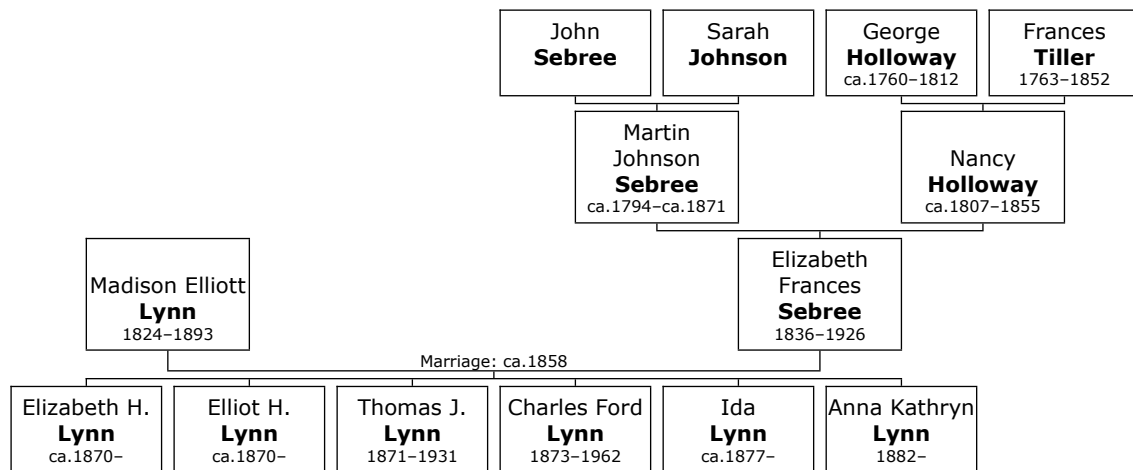 John
Sebree
Sarah
Johnson
George
Holloway
ca.1760–1812
Frances
Tiller
1763–1852
Martin
Johnson
Sebree
ca.1794–ca.1871
Nancy
Holloway
ca.1807–1855
Madison Elliott
Lynn
1824–1893
Elizabeth
Frances
Sebree
1836–1926
Marriage: ca.1858
Elizabeth H.
Lynn
ca.1870–
Elliot H.
Lynn
ca.1870–
Thomas J.
Lynn
1871–1931
Charles Ford
Lynn
1873–1962
Ida
Lynn
ca.1877–
Anna Kathryn
Lynn
1882–